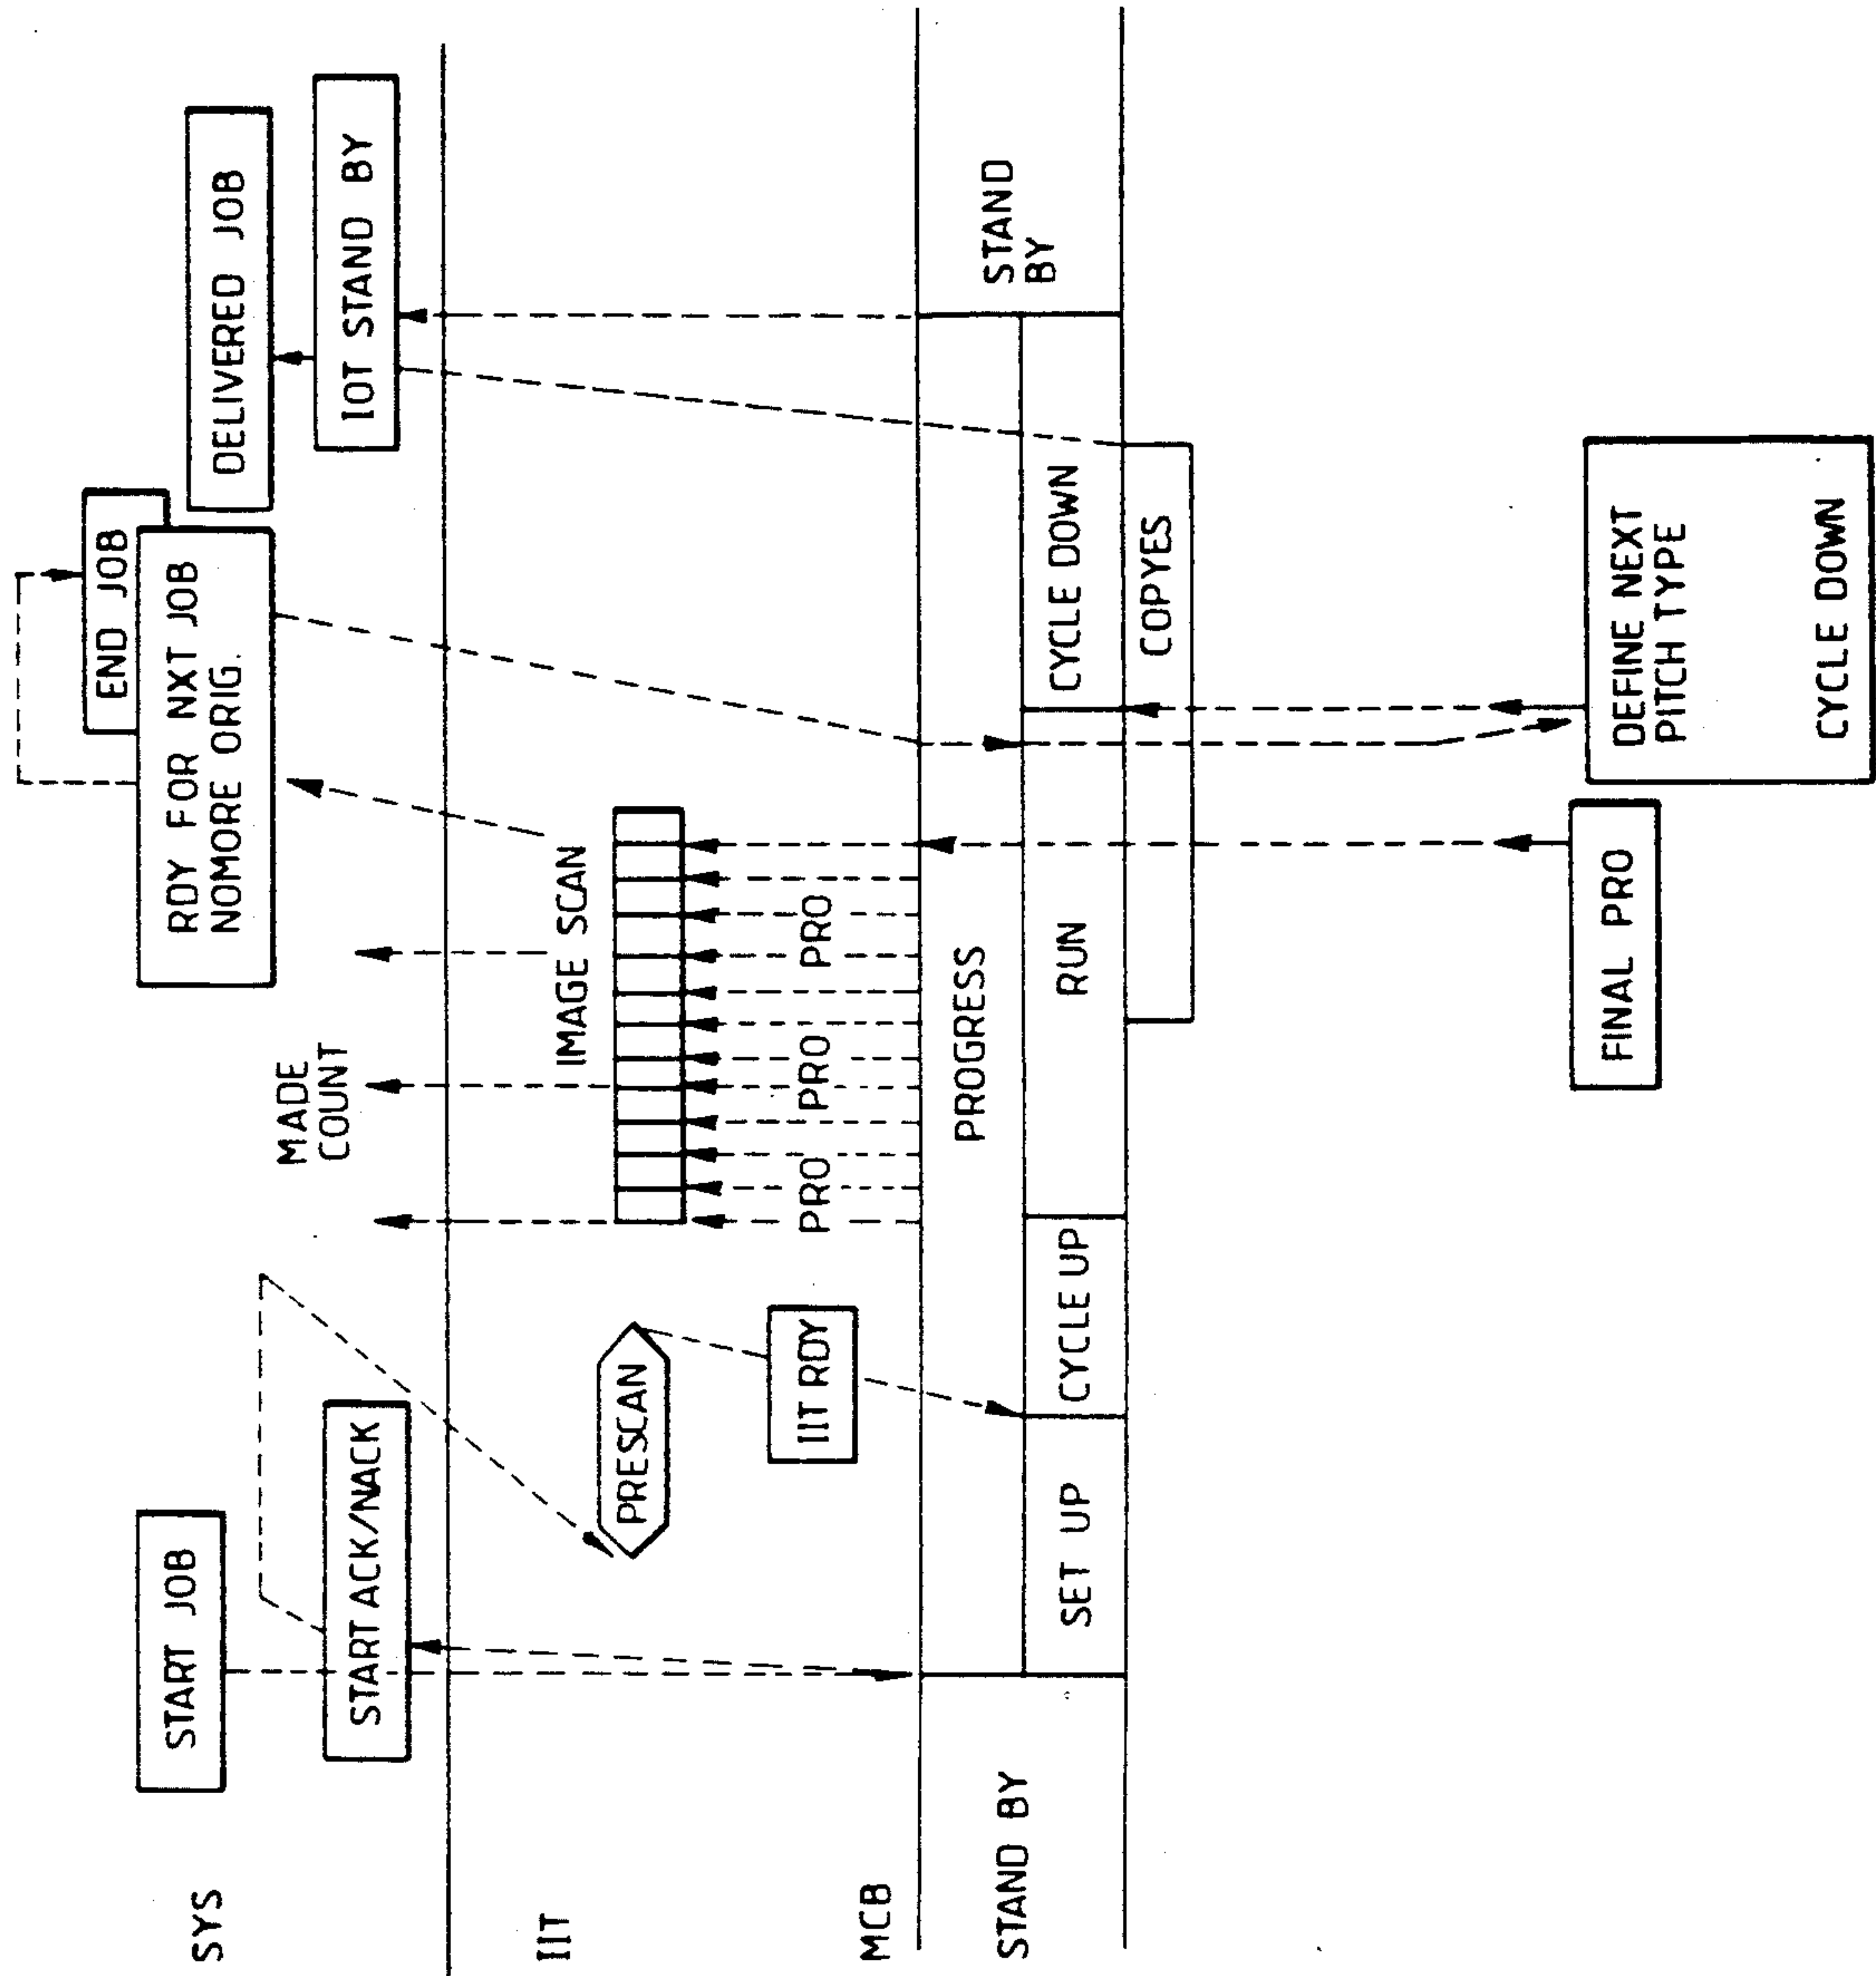 SYS
START JOB
START ACK/NACK
MADE
COUNT
RDY FOR NXT JOB
NOMORE ORIG.
END JOB
DELIVERED JOB
IOT STAND BY
IIT
PRESCAN
IIT RDY
IMAGE SCAN
PRO
PRO
PRO
MCB
STAND BY
PROGRESS
SET UP
CYCLE UP
RUN
CYCLE DOWN
STAND
BY
COPYES
FINAL PRO
DEFINE NEXT
PITCH TYPE
CYCLE DOWN